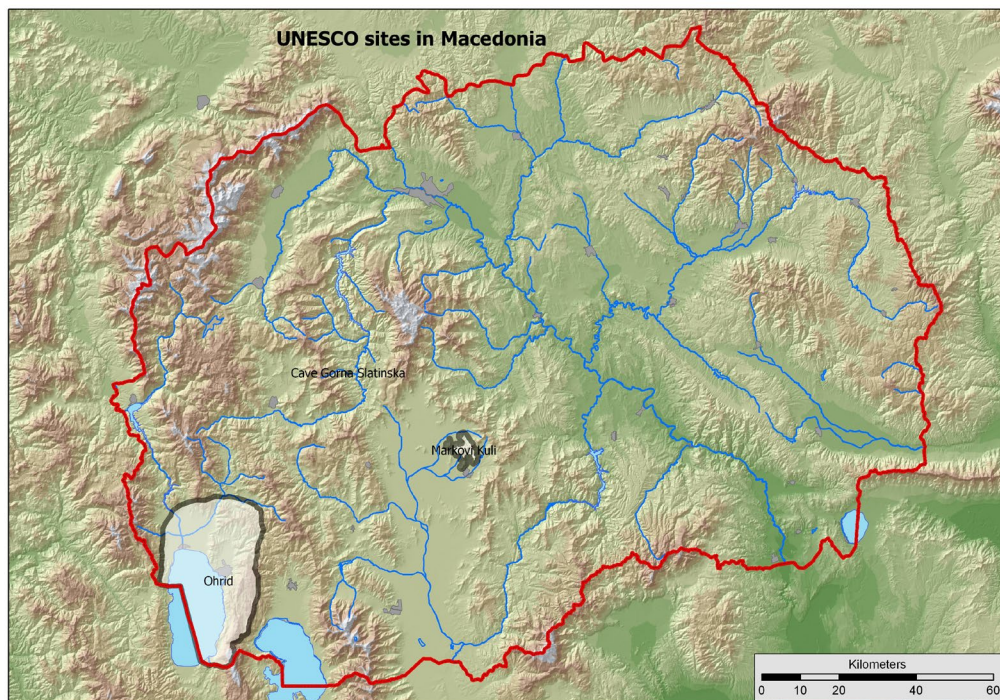 UNESCO sites in Macedonia
Cave Gorna Slatinska
Markovi Kuli
Ohrid
Kilometers
0 10 20 40 60